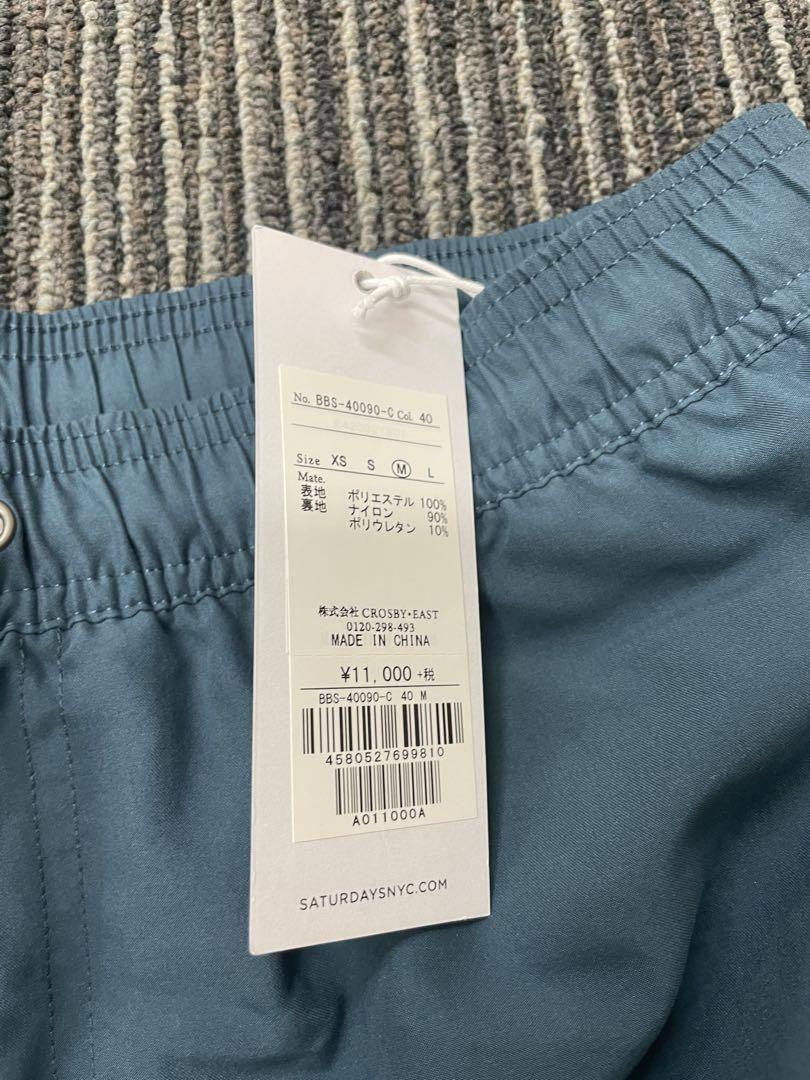 No. BBS-40090-C Col. 40
Size XS S M L
Mate.
表地 ポリエステル 100%
裏地 ナイロン 90%
ポリウレタン 10%
株式会社 CROSBY・EAST
0120-298-493
MADE IN CHINA
¥11,000 +税
BBS-40090-C 40 M
4580527699810
A011000A
SATURDAYSNYC.COM